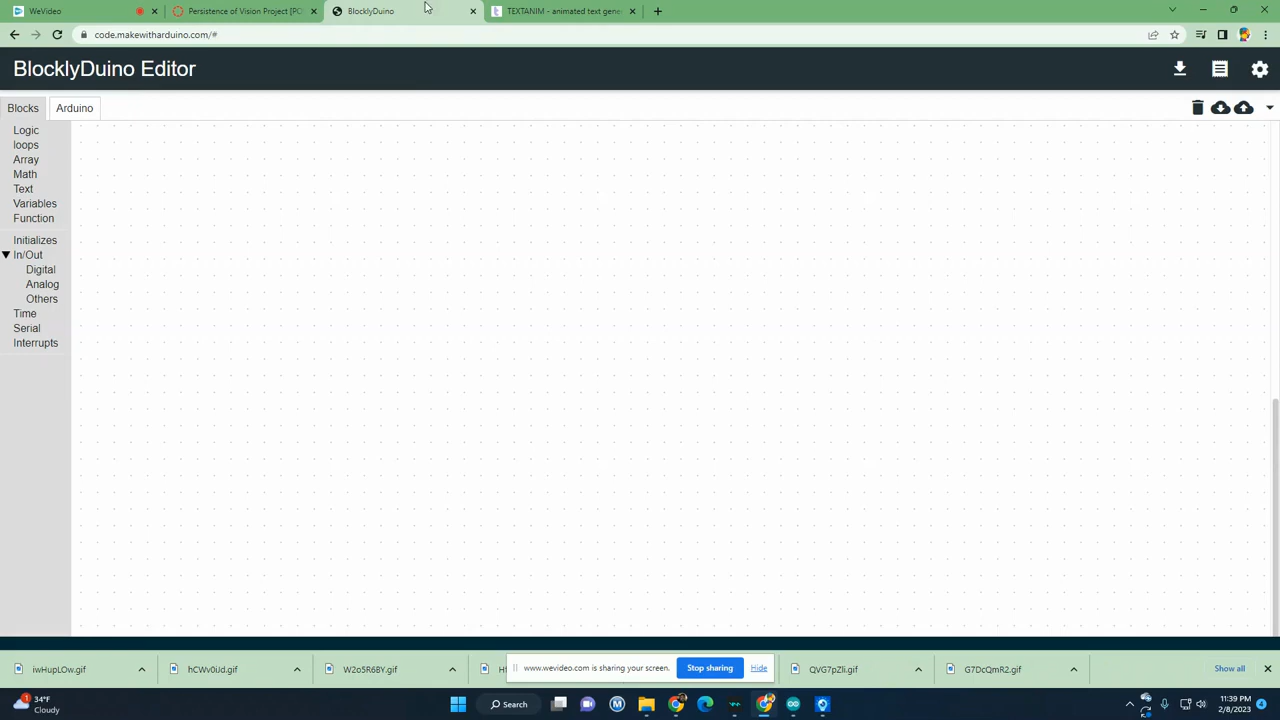 WeVideo
Persistence of Vision Project [PC
BlocklyDuino
TEXTANIM - animated text gene
code.makewitharduino.com/#
BlocklyDuino Editor
Blocks
Arduino
Logic
loops
Array
Math
Text
Variables
Function
Initializes
In/Out
Digital
Analog
Others
Time
Serial
Interrupts
iwHupLOw.gif
hCWv0iJd.gif
W2o5R6BY.gif
www.wevideo.com is sharing your screen.
Stop sharing
Hide
QVG7pZli.gif
G7DcQmR2.gif
Show all
1
34°F
Cloudy
Search
11:39 PM
2/8/2023